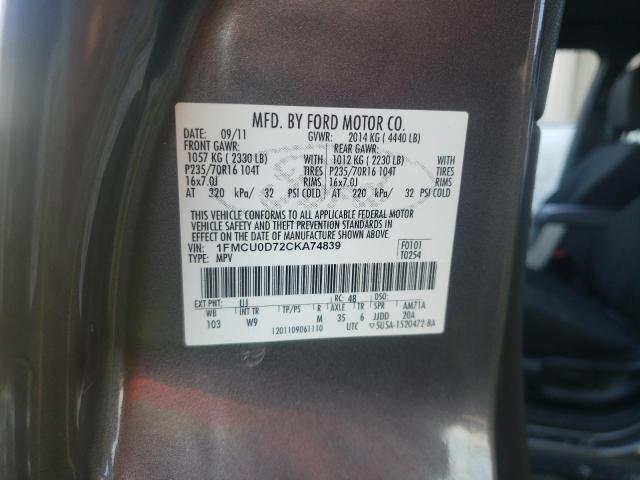 MFD. BY FORD MOTOR CO.
DATE: 09/11 GVWR: 2014 KG ( 4440 LB)
FRONT GAWR: REAR GAWR:
1057 KG ( 2330 LB) WITH 1012 KG ( 2230 LB) WITH
P235/70R16 104T TIRES P235/70R16 104T TIRES
16x7.0J RIMS 16x7.0J RIMS
AT 320 kPa/ 32 PSI COLD AT 220 kPa/ 32 PSI COLD
THIS VEHICLE CONFORMS TO ALL APPLICABLE FEDERAL MOTOR
VEHICLE SAFETY AND THEFT PREVENTION STANDARDS IN
EFFECT ON THE DATE OF MANUFACTURE SHOWN ABOVE.
VIN: 1FMCU0D72CKA74839 F0101
TYPE: MPV T0254
EXT PNT: UJ RC: 48 DSO:
WB INT TR TP/PS R AXLE TR SPR AM71A
103 W9 M 35 6 JJDD 20A
1201109061110 UTC 5U5A-1520472-BA